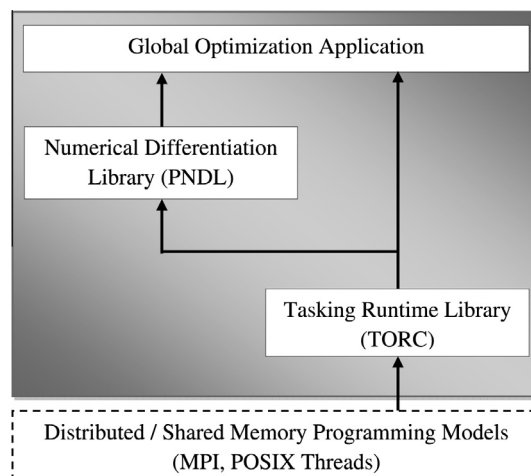 Global Optimization Application
Numerical Differentiation
Library (PNDL)
Tasking Runtime Library
(TORC)
Distributed / Shared Memory Programming Models
(MPI, POSIX Threads)